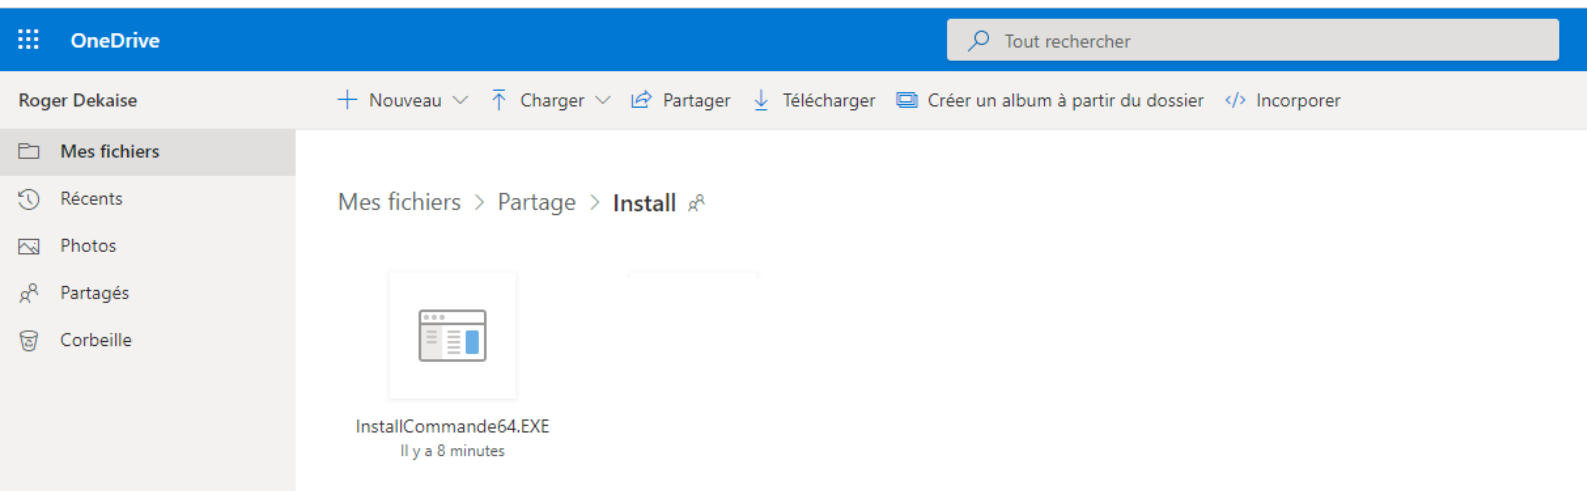 OneDrive
Tout rechercher
Roger Dekaise
Nouveau Charger Partager Télécharger Créer un album à partir du dossier Incorporer
Mes fichiers
Récents
Photos
Partagés
Corbeille
Mes fichiers > Partage > Install
InstallCommande64.EXE
Il y a 8 minutes